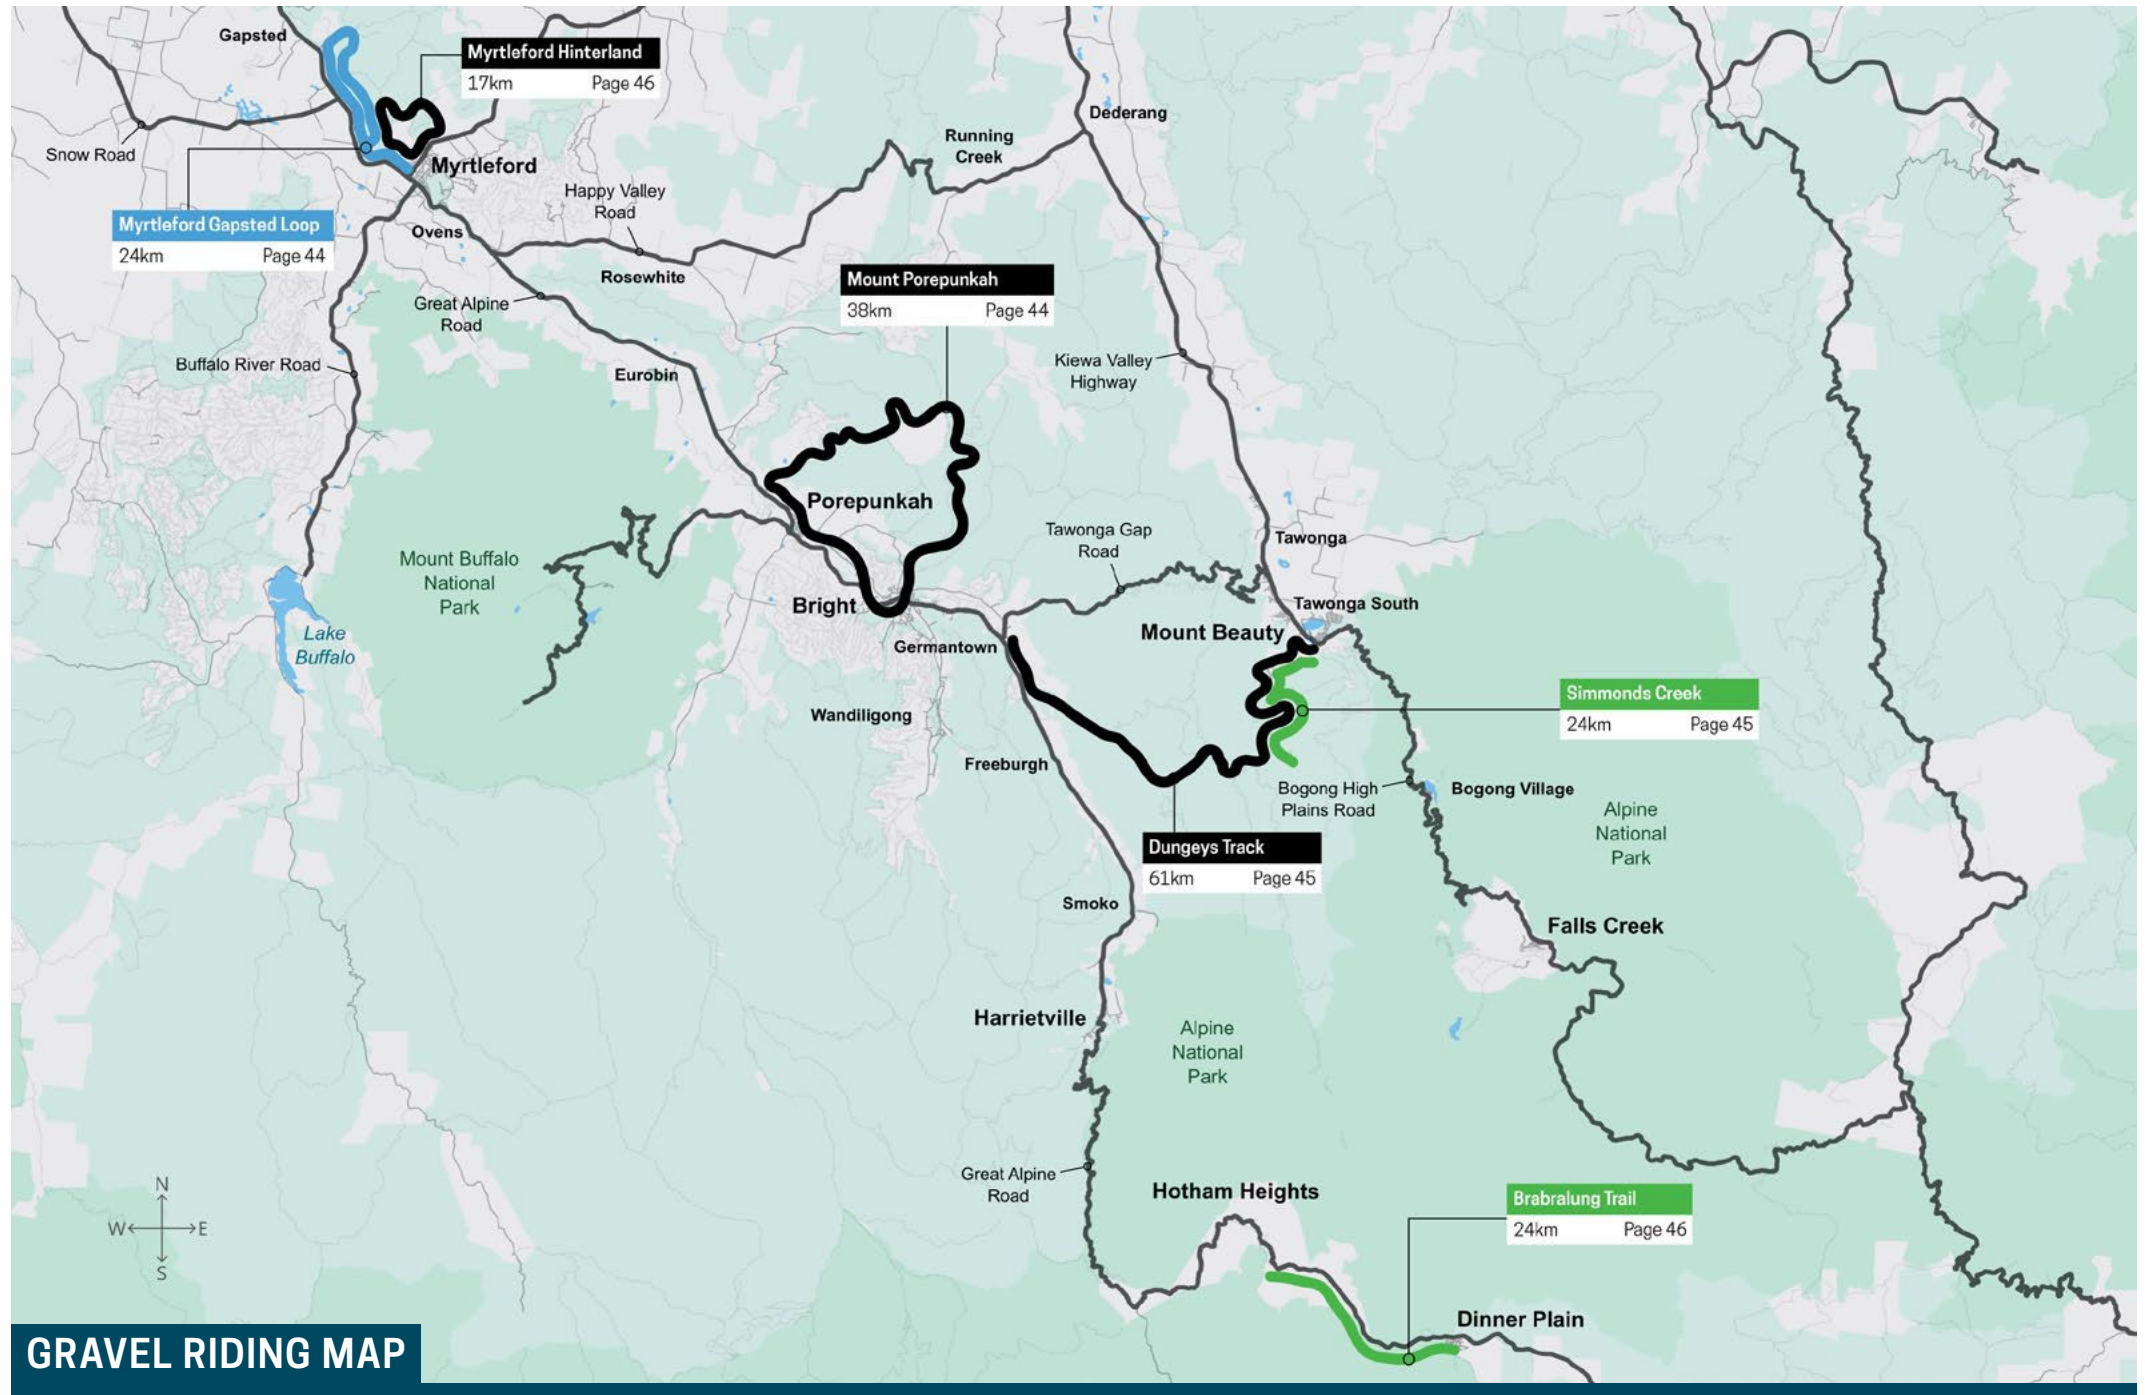 Gapsted
Myrtleford Hinterland
17km Page 46
Snow Road
Myrtleford
Dederang
Running
Creek
Happy Valley
Road
Myrtleford Gapsted Loop
24km Page 44
Ovens
Rosewhite
Mount Porepunkah
38km Page 44
Great Alpine
Road
Buffalo River Road
Eurobin
Kiewa Valley
Highway
Porepunkah
Tawonga Gap
Road
Tawonga
Mount Buffalo
National
Park
Bright
Tawonga South
Mount Beauty
Lake
Buffalo
Germantown
Simmonds Creek
24km Page 45
Wandiligong
Freeburgh
Bogong High
Plains Road
Bogong Village
Alpine
National
Park
Dungeys Track
61km Page 45
Smoko
Falls Creek
Harrietville
Alpine
National
Park
Great Alpine
Road
Hotham Heights
Brabralung Trail
24km Page 46
N
W E
S
Dinner Plain
GRAVEL RIDING MAP